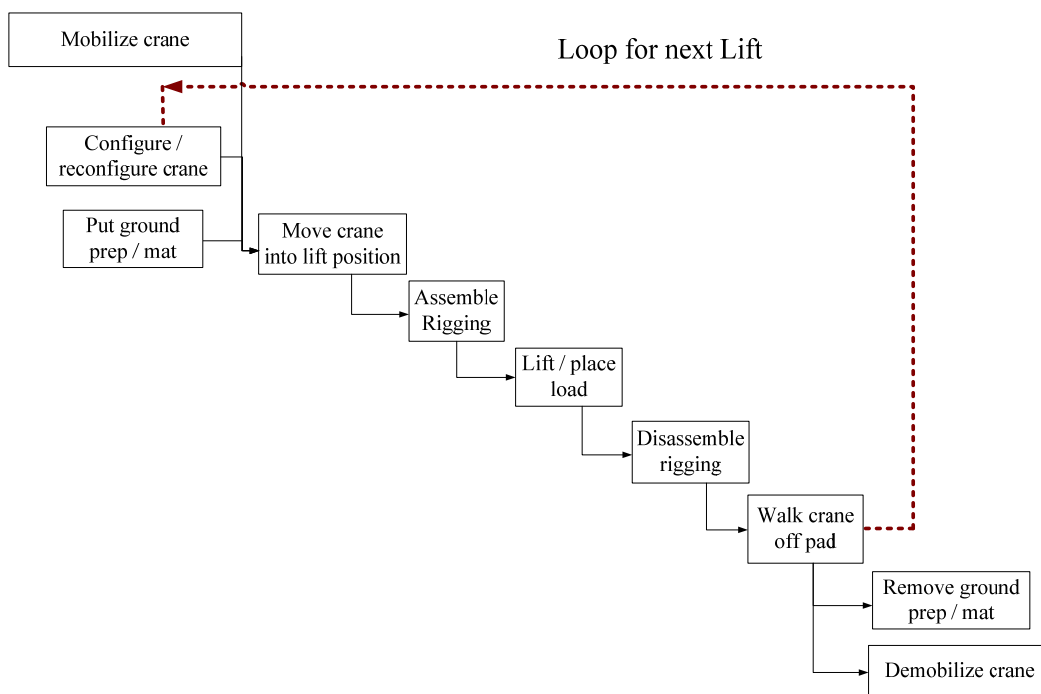 Mobilize crane
Loop for next Lift
Configure /
reconfigure crane
Put ground
prep / mat
Move crane
into lift position
Assemble
Rigging
Lift / place
load
Disassemble
rigging
Walk crane
off pad
Remove ground
prep / mat
Demobilize crane